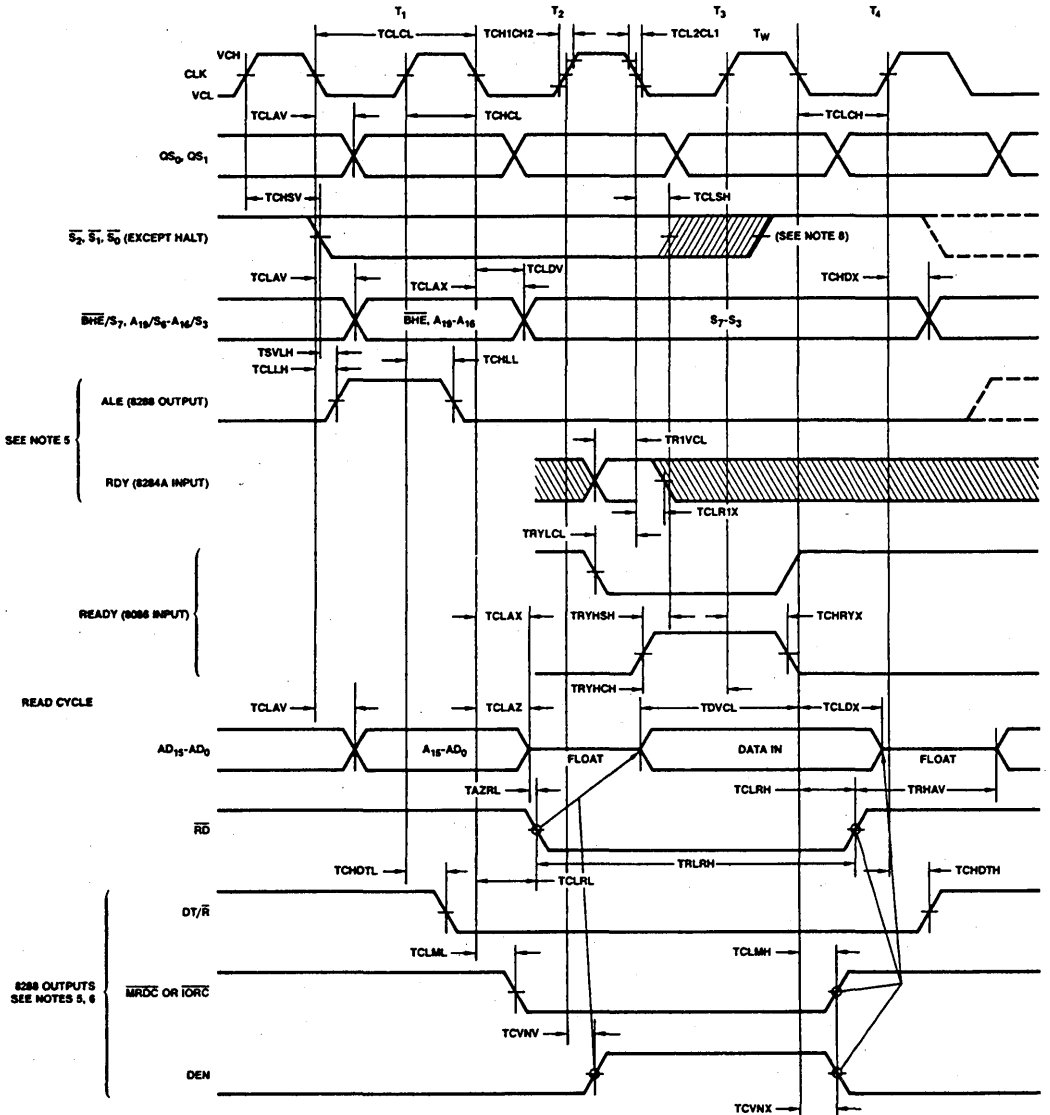 T1 T2 T3 T4
TCLCL TCH1CH2 TCL2CL1 TW
VCH
CLK
VCL
TCLAV TCHCL TCLCH
QS0, QS1
TCHSV TCLSH
S2, S1, S0 (EXCEPT HALT) (SEE NOTE 8)
TCLDV
TCLAV TCLAX TCHDX
BHE/S7, A19/S6-A16/S3 BHE, A19-A16 S7-S3
TSVLH
TCLLH TCHLL
ALE (8288 OUTPUT)
SEE NOTE 5
TR1VCL
RDY (8284A INPUT)
TCLR1X
TRYLCL
READY (8086 INPUT)
TCLAX TRYHSH TCHRYX
TRYHCH
READ CYCLE
TCLAV TCLAZ TDVCL TCLDX
AD15-AD0 A15-AD0 FLOAT DATA IN FLOAT
TAZRL TCLRH TRHAV
RD
TRLRH
TCHDTL TCLRL TCHDTH
DT/R
TCLML TCLMH
8288 OUTPUTS
SEE NOTES 5, 6
MRDC OR IORC
TCVNV
DEN
TCVNX